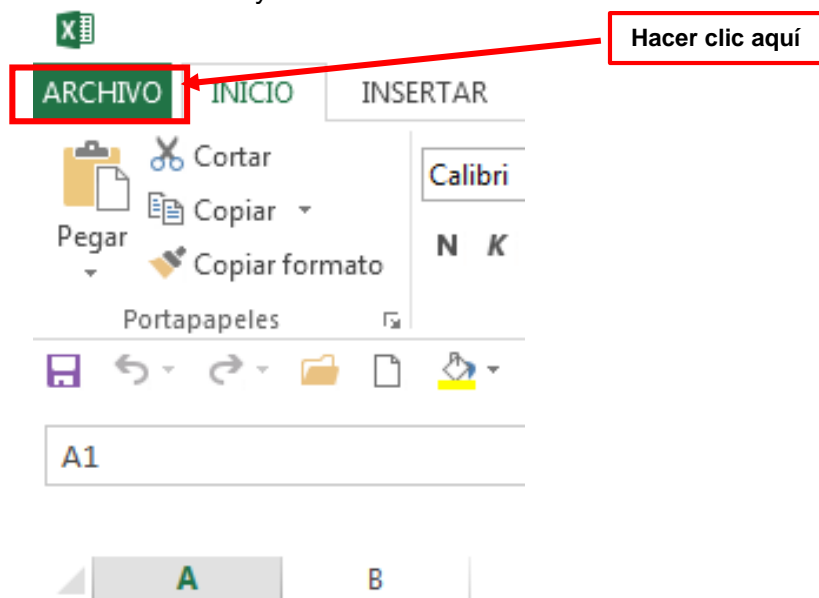 y
Hacer clic aquí
ARCHIVO INICIO INSERTAR
Cortar
Calibri
Copiar
Pegar
N K
Copiar formato
Portapapeles
A1
A B